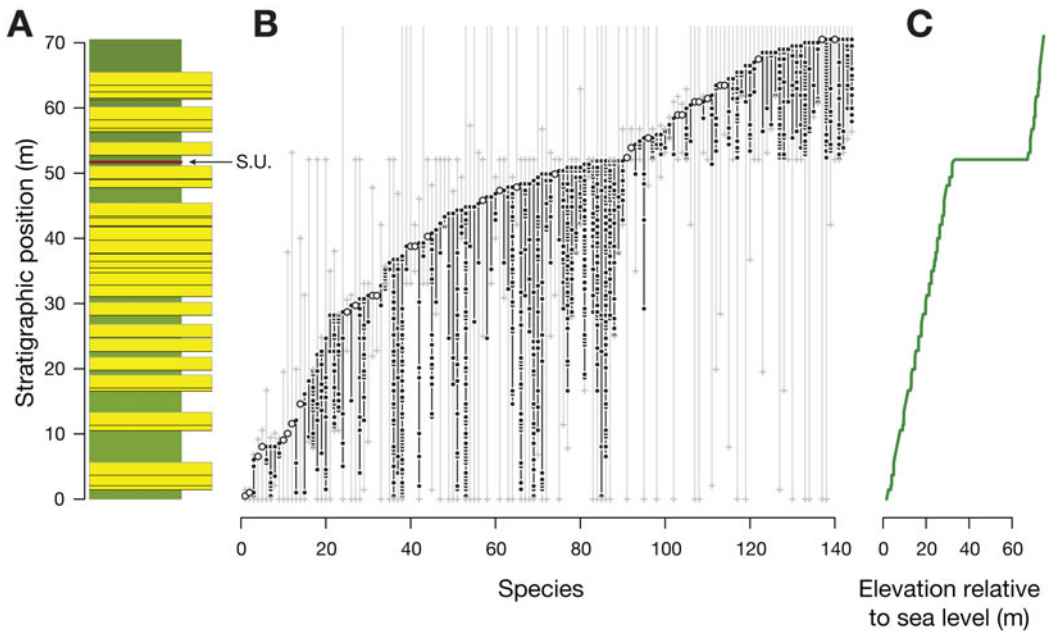 A
B
C
70
60
50
40
30
20
10
0
Stratigraphic position (m)
S.U.
0 20 40 60 80 100 120 140
Species
0 20 40 60
Elevation relative
to sea level (m)